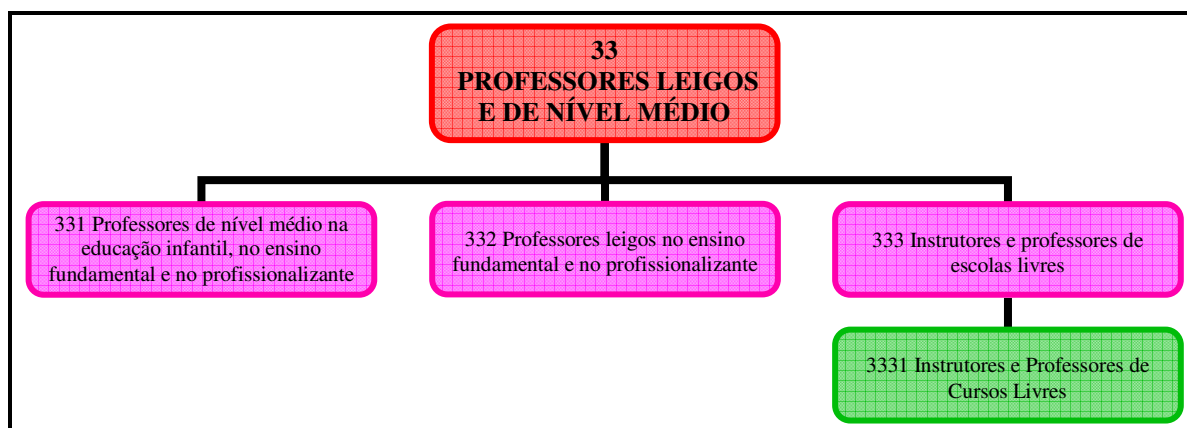 33
PROFESSORES LEIGOS
E DE NÍVEL MÉDIO
331 Professores de nível médio na
educação infantil, no ensino
fundamental e no profissionalizante
332 Professores leigos no ensino
fundamental e no profissionalizante
333 Instrutores e professores de
escolas livres
3331 Instrutores e Professores de
Cursos Livres